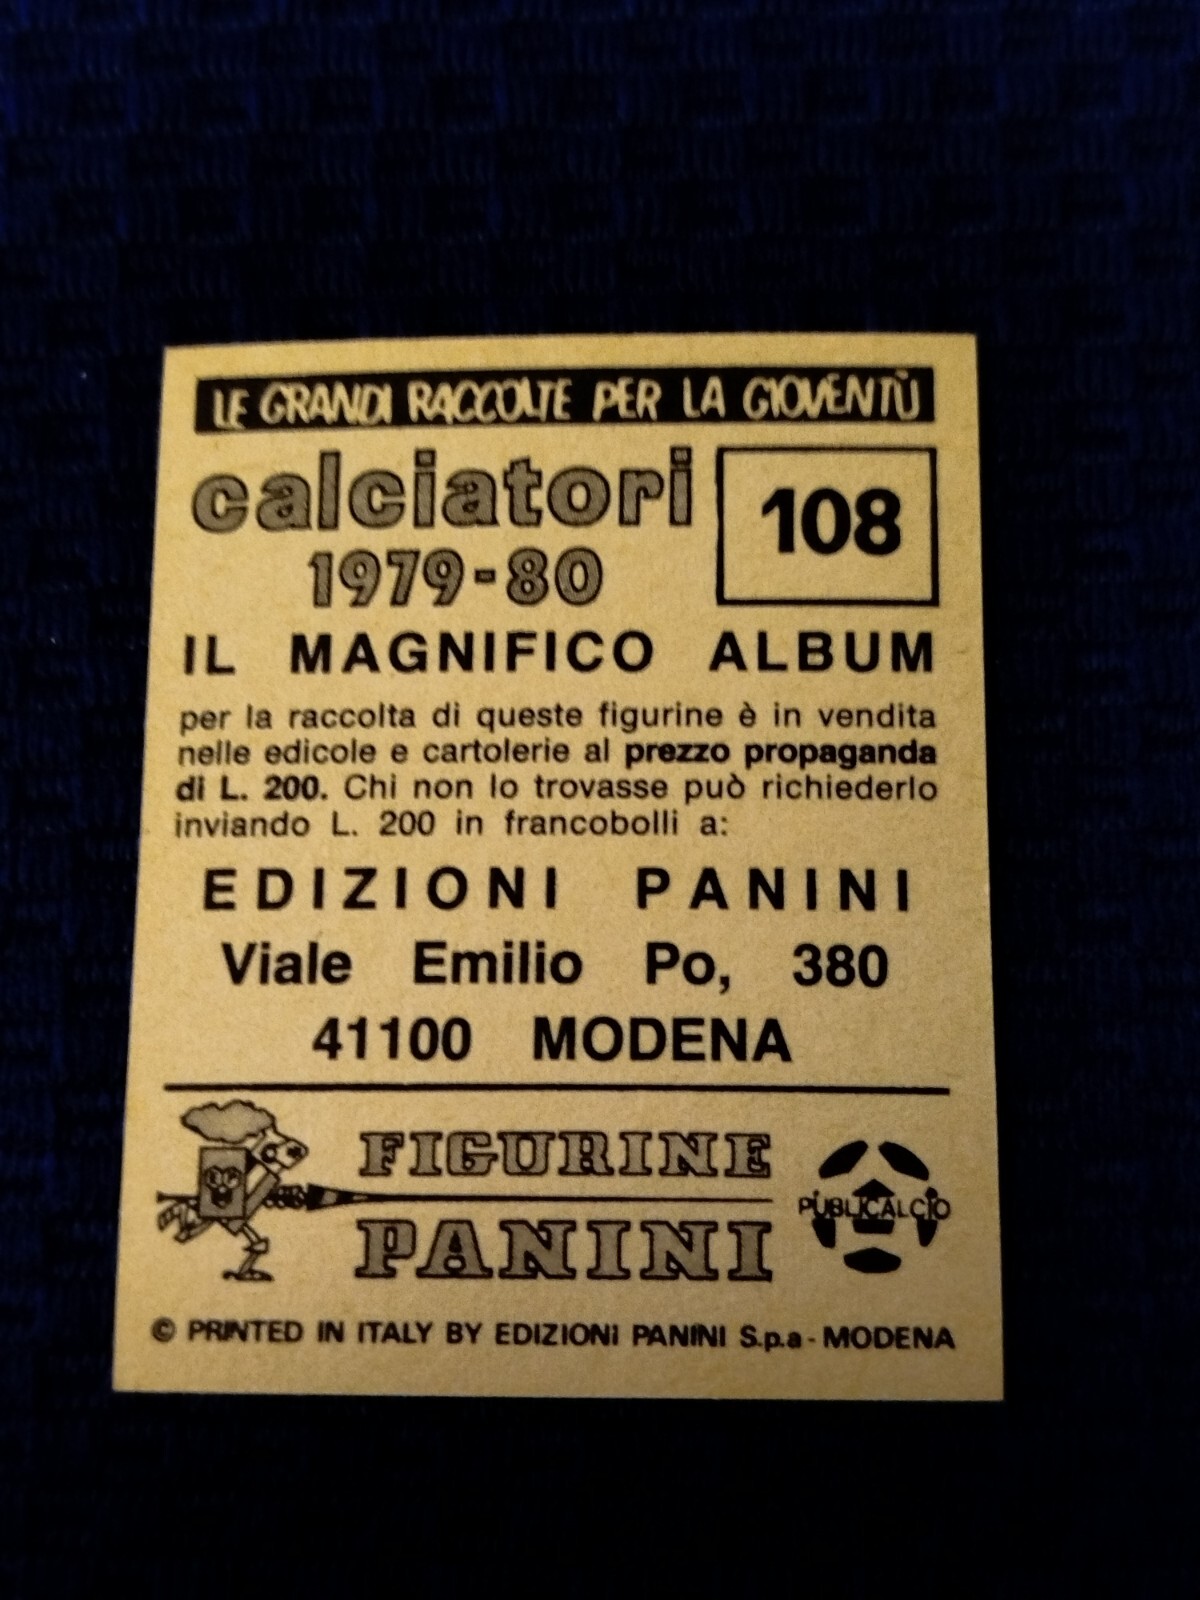 LE GRANDI RACCOLTE PER LA GIOVENTÙ
calciatori
1979-80
108
IL MAGNIFICO ALBUM
per la raccolta di queste figurine è in vendita
nelle edicole e cartolerie al prezzo propaganda
di L. 200. Chi non lo trovasse può richiederlo
inviando L. 200 in francobolli a:
EDIZIONI PANINI
Viale Emilio Po, 380
41100 MODENA
FIGURINE
PANINI
PUBLICALCIO
© PRINTED IN ITALY BY EDIZIONI PANINI S.p.a - MODENA